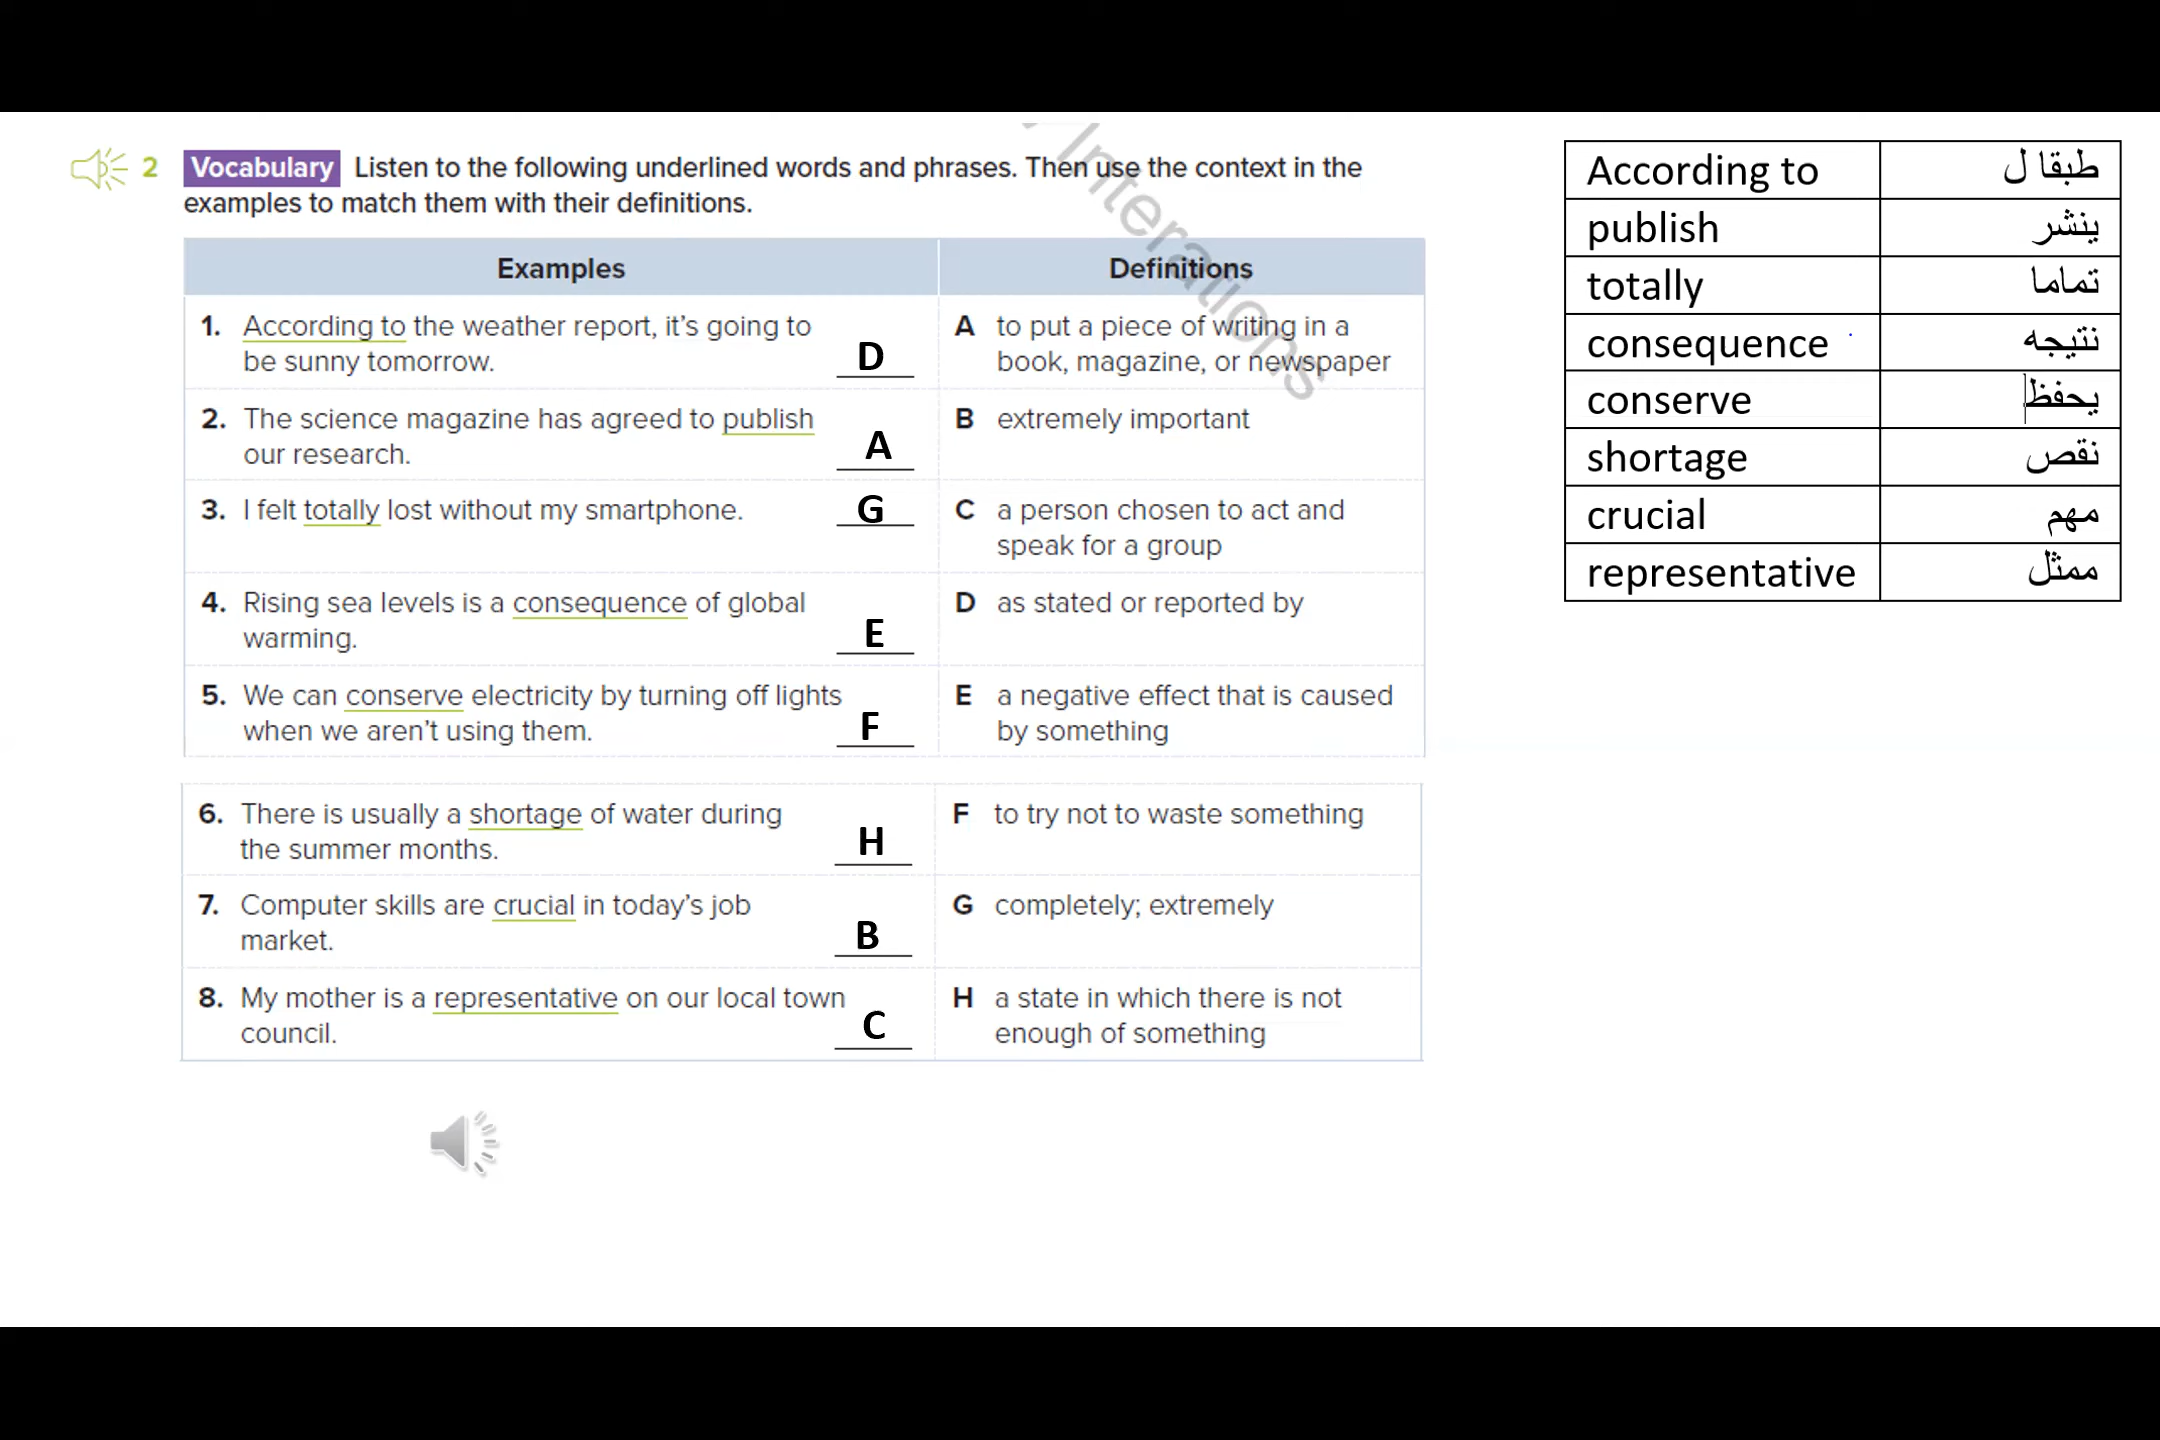 2 Vocabulary Listen to the following underlined words and phrases. Then use the context in the
examples to match them with their definitions.
Interations
Examples Definitions
1. According to the weather report, it's going to
be sunny tomorrow. D
A to put a piece of writing in a
book, magazine, or newspaper
2. The science magazine has agreed to publish
our research. A
B extremely important
3. I felt totally lost without my smartphone. G
C a person chosen to act and
speak for a group
4. Rising sea levels is a consequence of global
warming. E
D as stated or reported by
5. We can conserve electricity by turning off lights
when we aren't using them. F
E a negative effect that is caused
by something
6. There is usually a shortage of water during
the summer months. H
F to try not to waste something
7. Computer skills are crucial in today's job
market. B
G completely; extremely
8. My mother is a representative on our local town
council. C
H a state in which there is not
enough of something
According to طبقا ل
publish ينشر
totally تماما
consequence نتيجه
conserve يحفظ
shortage نقص
crucial مهم
representative ممثل